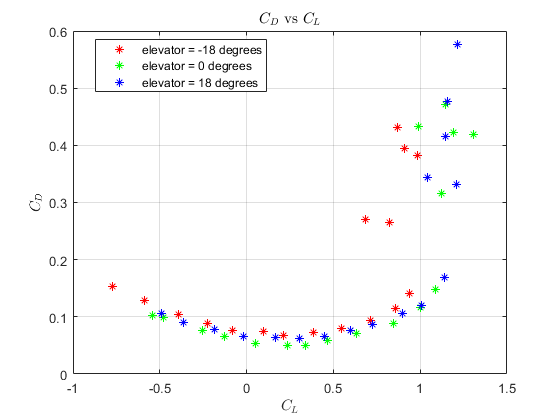 C_D vs C_L
elevator = -18 degrees
elevator = 0 degrees
elevator = 18 degrees
0.6
0.5
0.4
0.3
0.2
0.1
0
C_D
-1 -0.5 0 0.5 1 1.5
C_L